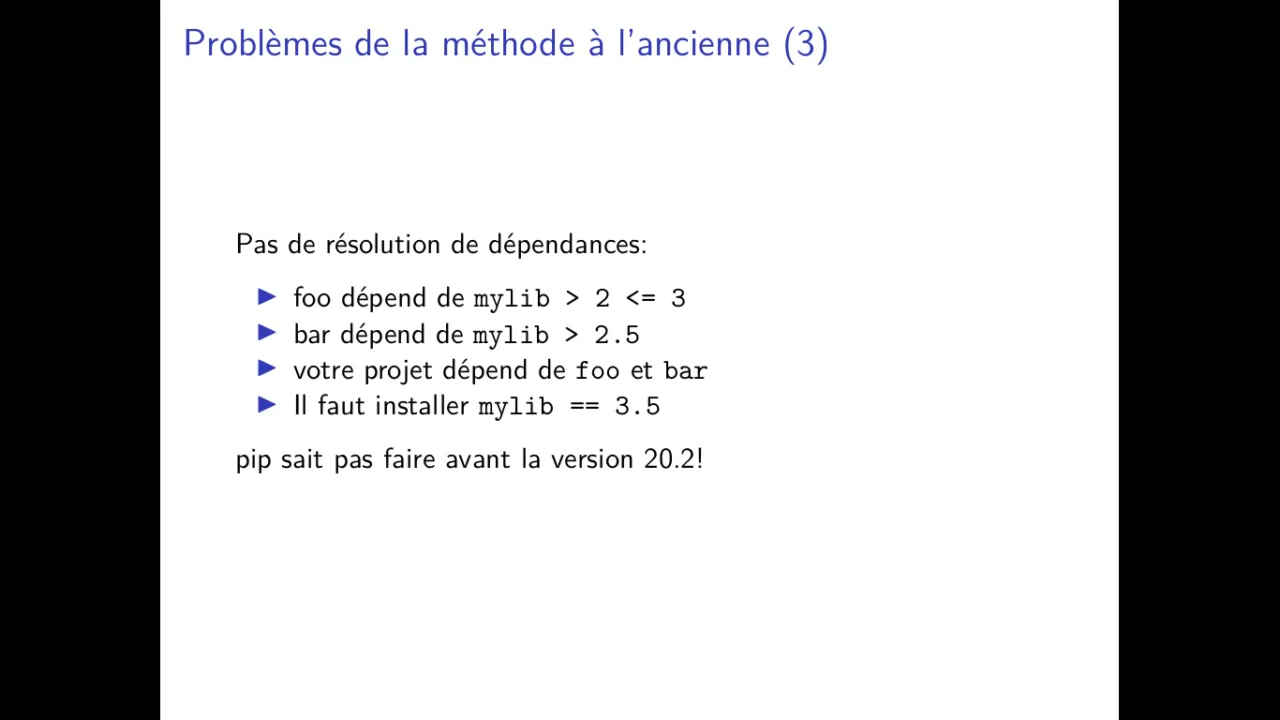 Problèmes de la méthode à l'ancienne (3)
Pas de résolution de dépendances:
▶ foo dépend de mylib > 2 <= 3
▶ bar dépend de mylib > 2.5
▶ votre projet dépend de foo et bar
▶ Il faut installer mylib == 3.5
pip sait pas faire avant la version 20.2!